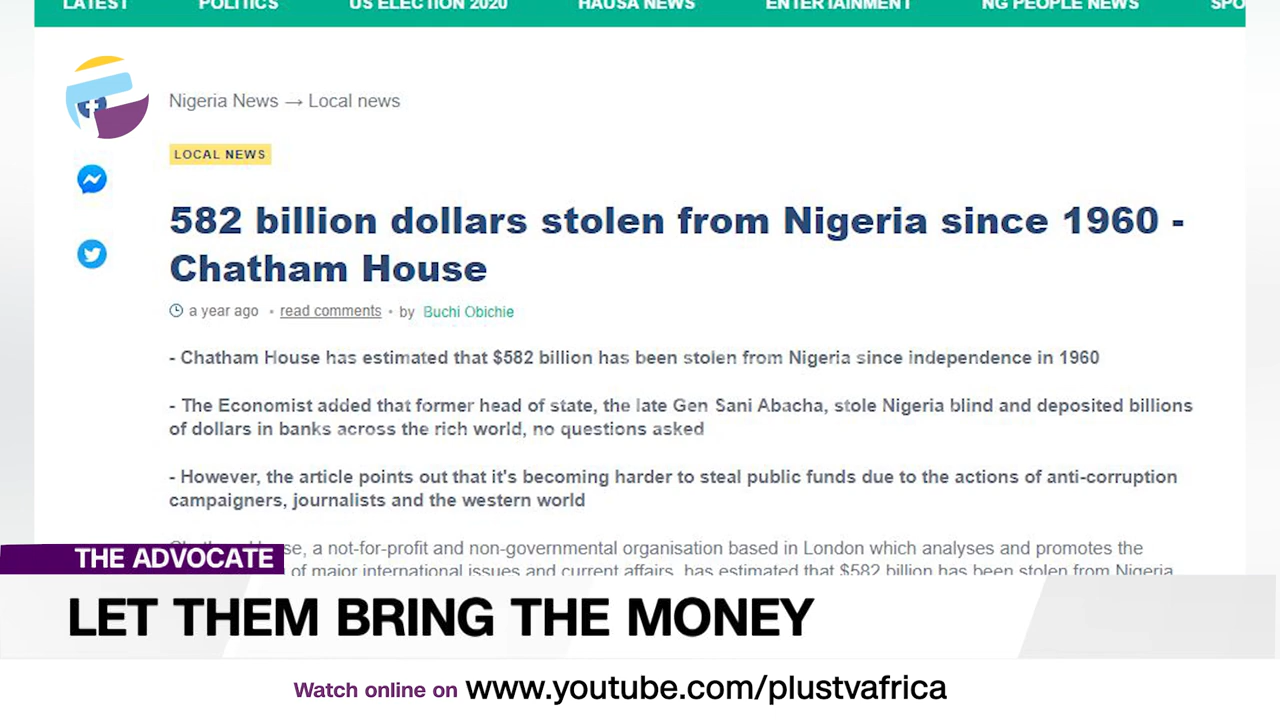 LATEST POLITICS US ELECTION 2020 HAUSA NEWS ENTERTAINMENT NG PEOPLE NEWS
Nigeria News → Local news
LOCAL NEWS
582 billion dollars stolen from Nigeria since 1960 -
Chatham House
a year ago • read comments • by Buchi Obichie
- Chatham House has estimated that $582 billion has been stolen from Nigeria since independence in 1960
- The Economist added that former head of state, the late Gen Sani Abacha, stole Nigeria blind and deposited billions
of dollars in banks across the rich world, no questions asked
- However, the article points out that it's becoming harder to steal public funds due to the actions of anti-corruption
campaigners, journalists and the western world
a not-for-profit and non-governmental organisation based in London which analyses and promotes the
of major international issues and current affairs, has estimated that $582 billion has been stolen from Nigeria
THE ADVOCATE
LET THEM BRING THE MONEY
Watch online on www.youtube.com/plustvafrica